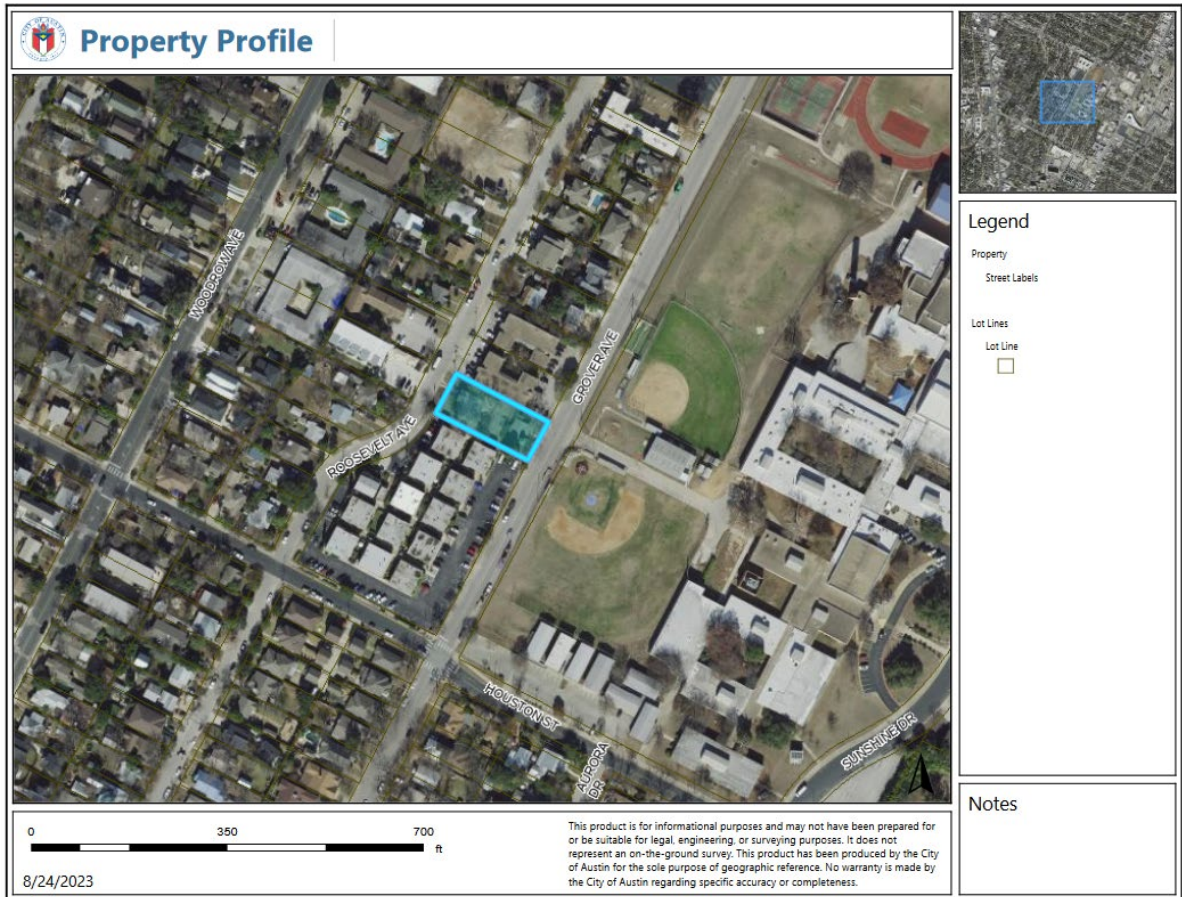 Property Profile
Legend
Property
Street Labels
Lot Lines
Lot Line
WOODROW AVE
GROVER AVE
ROOSEVELT AVE
HOUSTON ST
AURORA
DR
SUNSHINE DR
Notes
0 350 700
ft
8/24/2023
This product is for informational purposes and may not have been prepared for
or be suitable for legal, engineering, or surveying purposes. It does not
represent an on-the-ground survey. This product has been produced by the City
of Austin for the sole purpose of geographic reference. No warranty is made by
the City of Austin regarding specific accuracy or completeness.